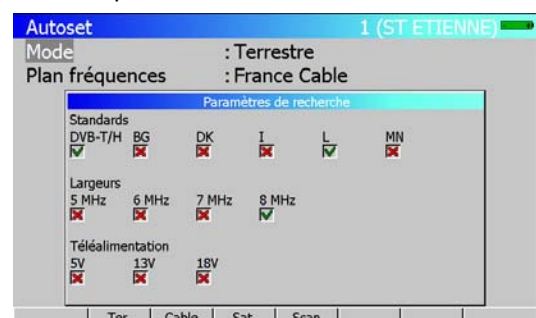 Autoset 1 (ST ETIENNE)
Mode : Terrestre
Plan fréquences : France Cable
Paramètres de recherche
Standards
DVB-T/H BG DK I L MN
Largeurs
5 MHz 6 MHz 7 MHz 8 MHz
Téléalimentation
5V 13V 18V
Ter Cable Sat Scan